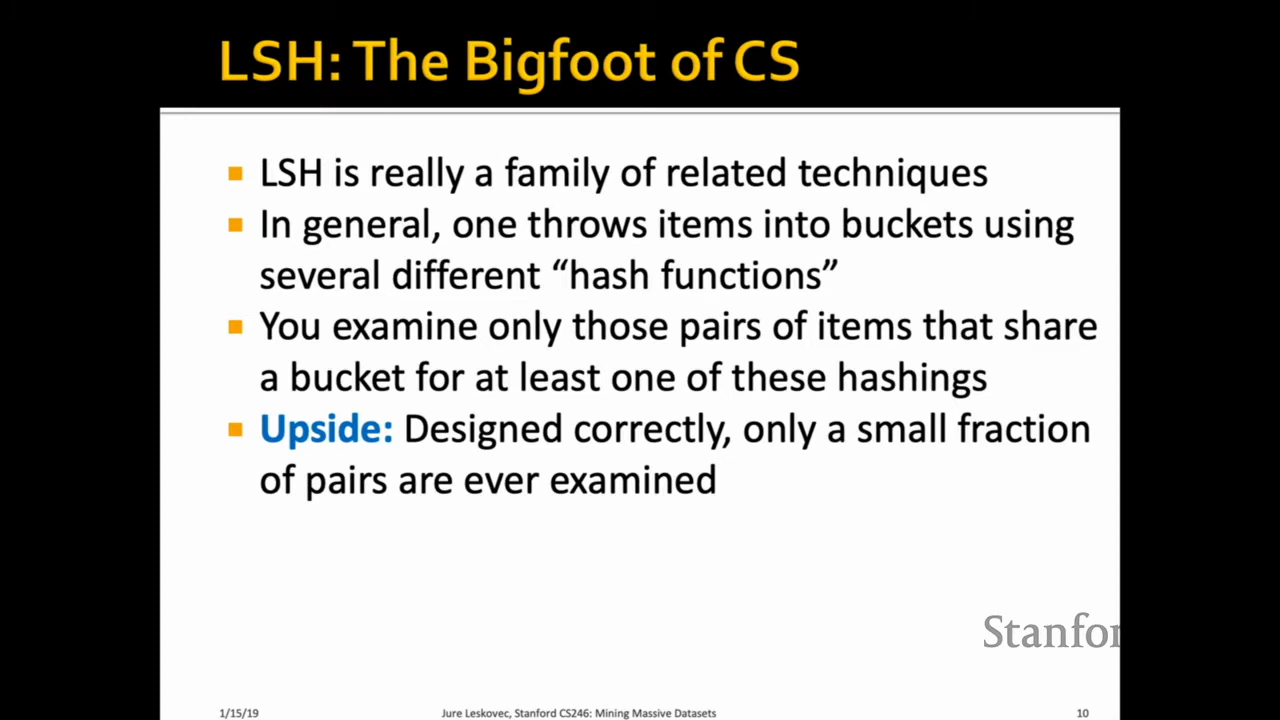 LSH: The Bigfoot of CS
LSH is really a family of related techniques
In general, one throws items into buckets using
several different “hash functions”
You examine only those pairs of items that share
a bucket for at least one of these hashings
Upside: Designed correctly, only a small fraction
of pairs are ever examined
Stanfor
1/15/19
Jure Leskovec, Stanford CS246: Mining Massive Datasets
10